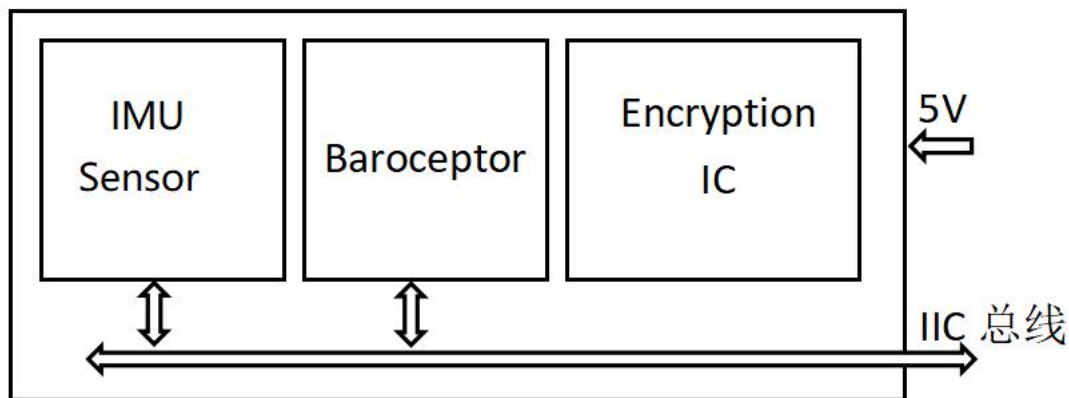 IMU
Sensor
Baroceptor
Encryption
IC
5V
IIC 总线